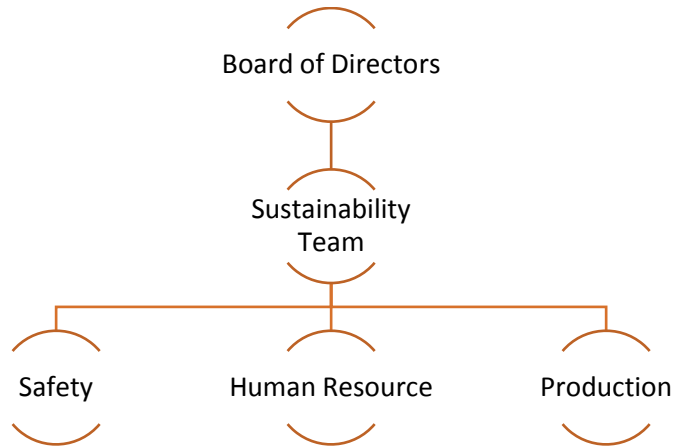 Board of Directors
Sustainability
Team
Safety
Human Resource
Production